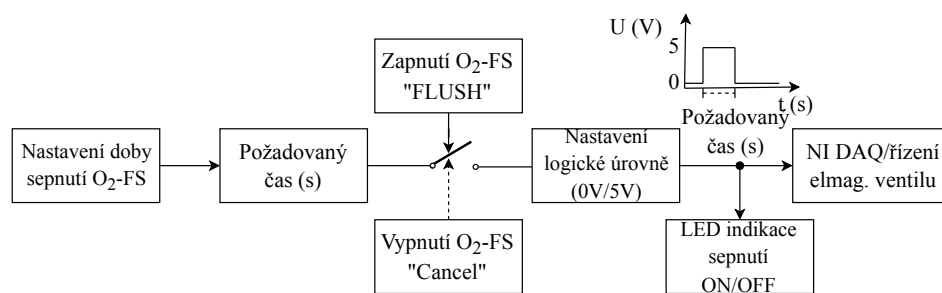 U (V)
5
0
t (s)
Zapnutí O2-FS
"FLUSH"
Nastavení doby
sepnutí O2-FS
Požadovaný
čas (s)
Nastavení
logické úrovně
(0V/5V)
Požadovaný
čas (s)
NI DAQ/řízení
elmag. ventilu
Vypnutí O2-FS
"Cancel"
LED indikace
sepnutí
ON/OFF